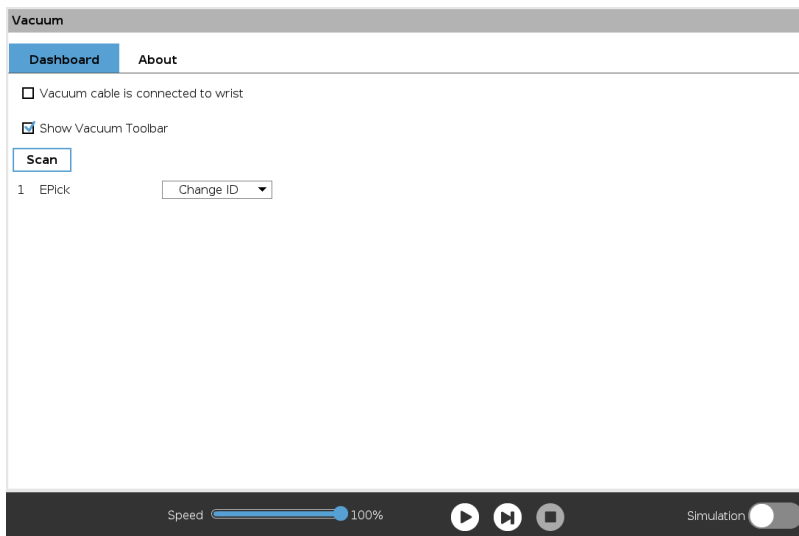 Vacuum
Dashboard About
Vacuum cable is connected to wrist
Show Vacuum Toolbar
Scan
1 EPick Change ID
Speed 100% Simulation